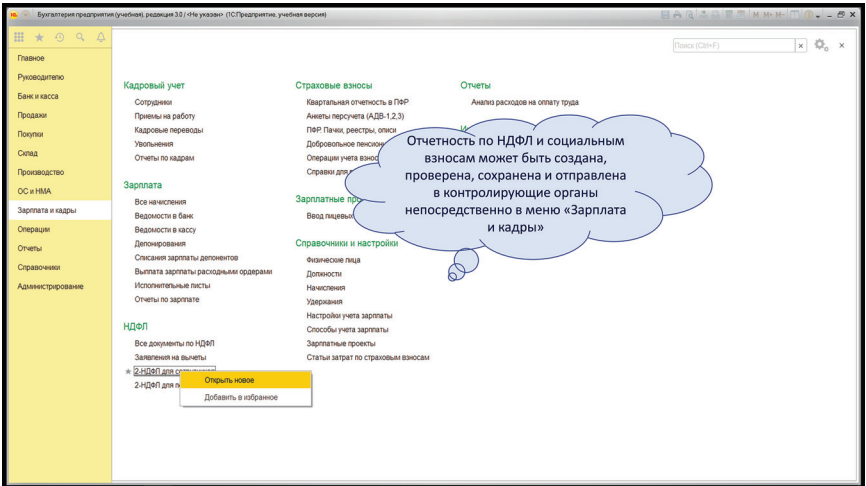 Бухгалтерия предприятия (учебная), редакция 3.0 / <Не указан> (1С:Предприятие, учебная версия)
M M+ M-
Поиск (Ctrl+F)
Главное
Руководителю
Банк и касса
Продажи
Покупки
Склад
Производство
ОС и НМА
Зарплата и кадры
Операции
Отчеты
Справочники
Администрирование
Кадровый учет
Сотрудники
Приемы на работу
Кадровые переводы
Увольнения
Отчеты по кадрам
Зарплата
Все начисления
Ведомости в банк
Ведомости в кассу
Депонирования
Списания зарплаты депонентов
Выплата зарплаты расходными ордерами
Исполнительные листы
Отчеты по зарплате
НДФЛ
Все документы по НДФЛ
Заявления на вычеты
2-НДФЛ для сотрудников
2-НДФЛ для
Открыть новое
Добавить в избранное
Страховые взносы
Квартальная отчетность в ПФР
Анкеты персучета (АДВ-1,2,3)
ПФР. Пачки, реестры, описи
Добровольное пенсион
Операции учета взнос
Справки для
Зарплатные про
Ввод лицевых
Справочники и настройки
Физические лица
Должности
Начисления
Удержания
Настройки учета зарплаты
Способы учета зарплаты
Зарплатные проекты
Статьи затрат по страховым взносам
Отчеты
Анализ расходов на оплату труда
Отчетность по НДФЛ и социальным
взносам может быть создана,
проверена, сохранена и отправлена
в контролирующие органы
непосредственно в меню «Зарплата
и кадры»